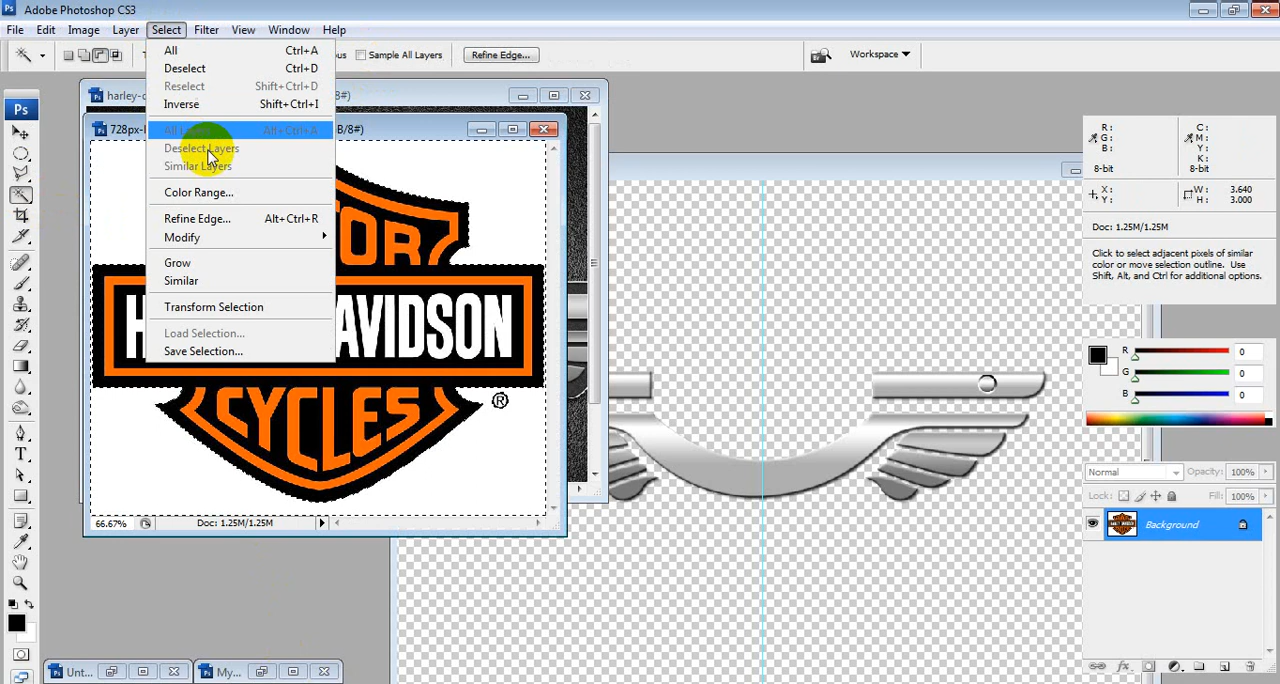 Adobe Photoshop CS3
File Edit Image Layer Select Filter View Window Help
Sample All Layers Refine Edge... Workspace
All Ctrl+A
Deselect Ctrl+D
Reselect Shift+Ctrl+D
Inverse Shift+Ctrl+I
Alt+Ctrl+A
Deselect Layers
Similar Layers
Color Range...
Refine Edge... Alt+Ctrl+R
Modify
Grow
Similar
Transform Selection
Load Selection...
Save Selection...
Ps
CYCLES
®
66.67% Doc: 1.25M/1.25M
Unt...
My...
R:
G:
B:
8-bit
C:
M:
Y:
K:
8-bit
X:
Y:
W: 3.640
H: 3.000
Doc: 1.25M/1.25M
Click to select adjacent pixels of similar
color or move selection outline. Use
Shift, Alt, and Ctrl for additional options.
R 0
G 0
B 0
Normal Opacity: 100%
Lock: Fill: 100%
Background